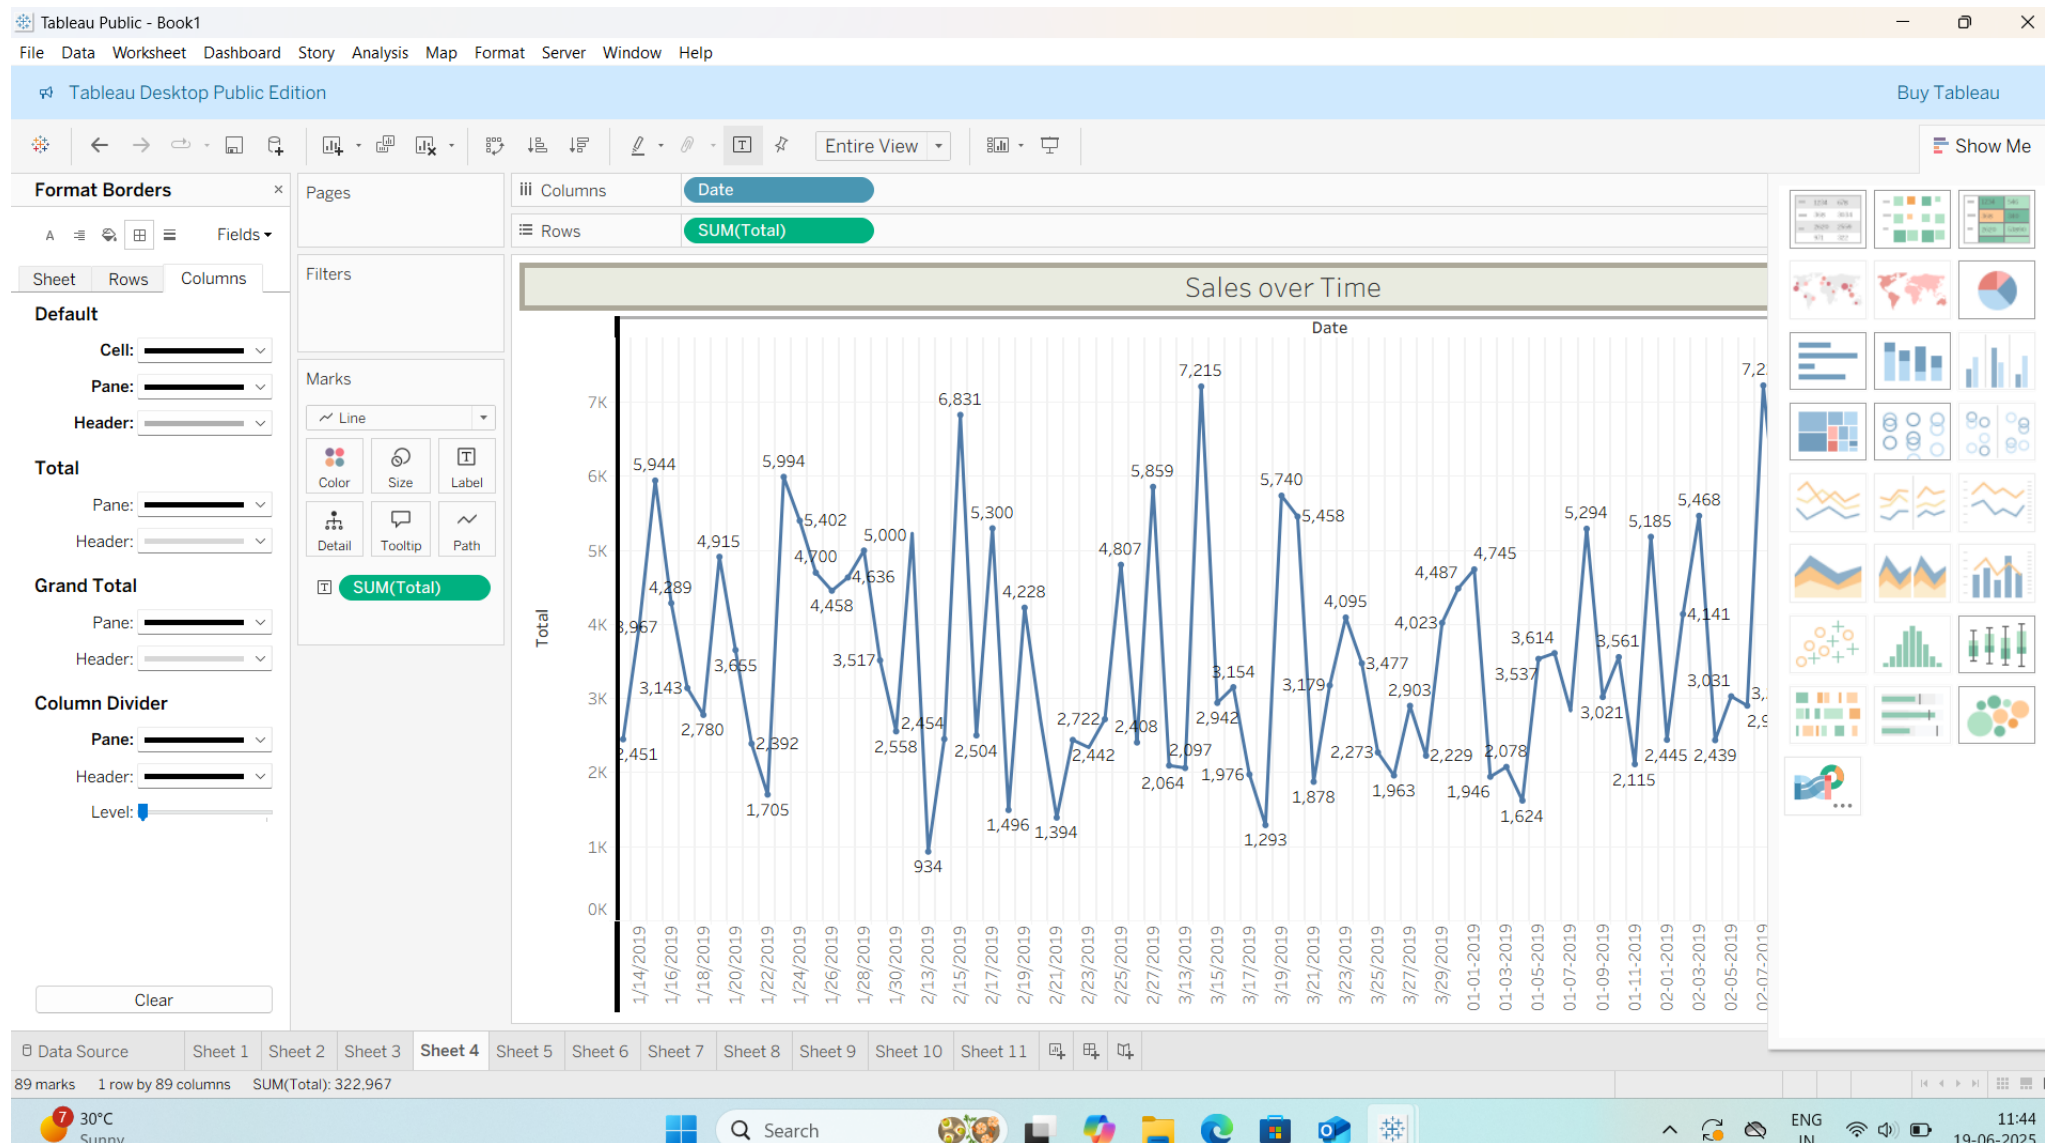 Tableau Public - Book1
File Data Worksheet Dashboard Story Analysis Map Format Server Window Help
Tableau Desktop Public Edition
Buy Tableau
Entire View
Show Me
Format Borders
Fields
Sheet Rows Columns
Default
Cell:
Pane:
Header:
Total
Pane:
Header:
Grand Total
Pane:
Header:
Column Divider
Pane:
Header:
Level:
Clear
Pages
Filters
Marks
Line
Color Size Label
Detail Tooltip Path
SUM(Total)
Columns Date
Rows SUM(Total)
Sales over Time
Date
Total
7K
6K
5K
4K
3K
2K
1K
0K
7,215
6,831
5,944 5,994 5,859 5,740
5,402 5,300 5,458 5,294 5,185 5,468
4,915 4,700 5,000 4,807 4,745
4,289 4,458 4,636 4,228 4,095 4,487 4,023 4,141
3,967 3,655 3,517 3,154 3,477 3,614 3,537 3,561
3,143 2,780 2,942 3,179 2,903 3,021 3,031
2,451 2,392 2,558 2,454 2,504 2,722 2,442 2,408 2,273 2,229 2,445 2,439
1,705 2,064 2,097 1,976 1,878 1,963 1,946 2,078 2,115
934 1,496 1,394 1,293 1,624
1/14/2019
1/16/2019
1/18/2019
1/20/2019
1/22/2019
1/24/2019
1/26/2019
1/28/2019
1/30/2019
2/13/2019
2/15/2019
2/17/2019
2/19/2019
2/21/2019
2/23/2019
2/25/2019
2/27/2019
3/13/2019
3/15/2019
3/17/2019
3/19/2019
3/21/2019
3/23/2019
3/25/2019
3/27/2019
3/29/2019
01-01-2019
01-03-2019
01-05-2019
01-07-2019
01-09-2019
01-11-2019
02-01-2019
02-03-2019
02-05-2019
02-07-2019
Data Source Sheet 1 Sheet 2 Sheet 3 Sheet 4 Sheet 5 Sheet 6 Sheet 7 Sheet 8 Sheet 9 Sheet 10 Sheet 11
89 marks 1 row by 89 columns SUM(Total): 322,967
7
30°C
Sunny
Search
ENG
IN
11:44
19-06-2025